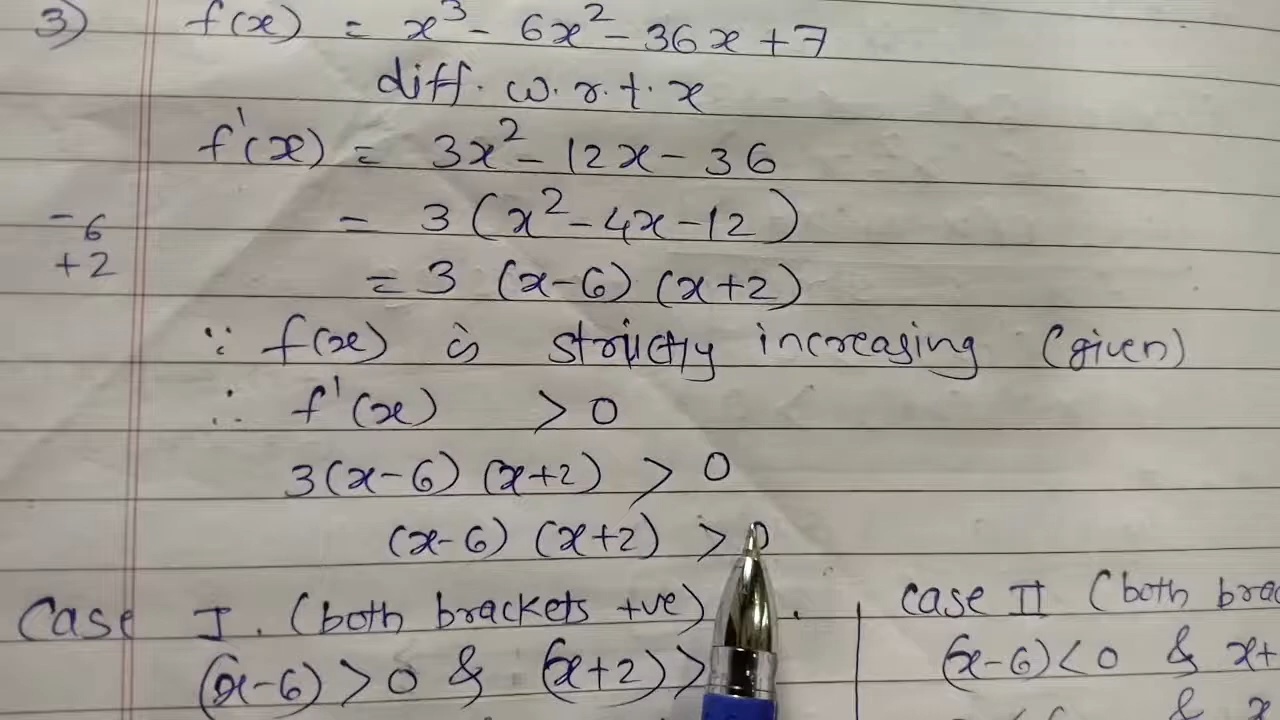 3) f(x) = x³ - 6x² - 36x + 7
diff. w.r.t. x
f'(x) = 3x² - 12x - 36
= 3(x² - 4x - 12)
-6
+2
= 3 (x-6) (x+2)
∵ f(x) is strictly increasing (given)
∴ f'(x) > 0
3(x-6) (x+2) > 0
(x-6) (x+2) > 0
Case I. (both brackets +ve)
(x-6) > 0 & (x+2) >
Case II (both
(x-6) < 0 & x+
& x